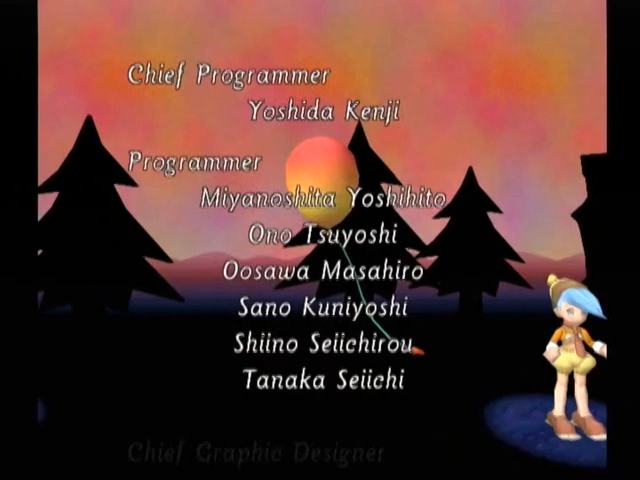 Chief Programmer
Yoshida Kenji
Programmer
Miyanoshita Yoshihito
Ono Tsuyoshi
Oosawa Masahiro
Sano Kuniyoshi
Shiino Seiichirou
Tanaka Seiichi
Chief Graphic Designer